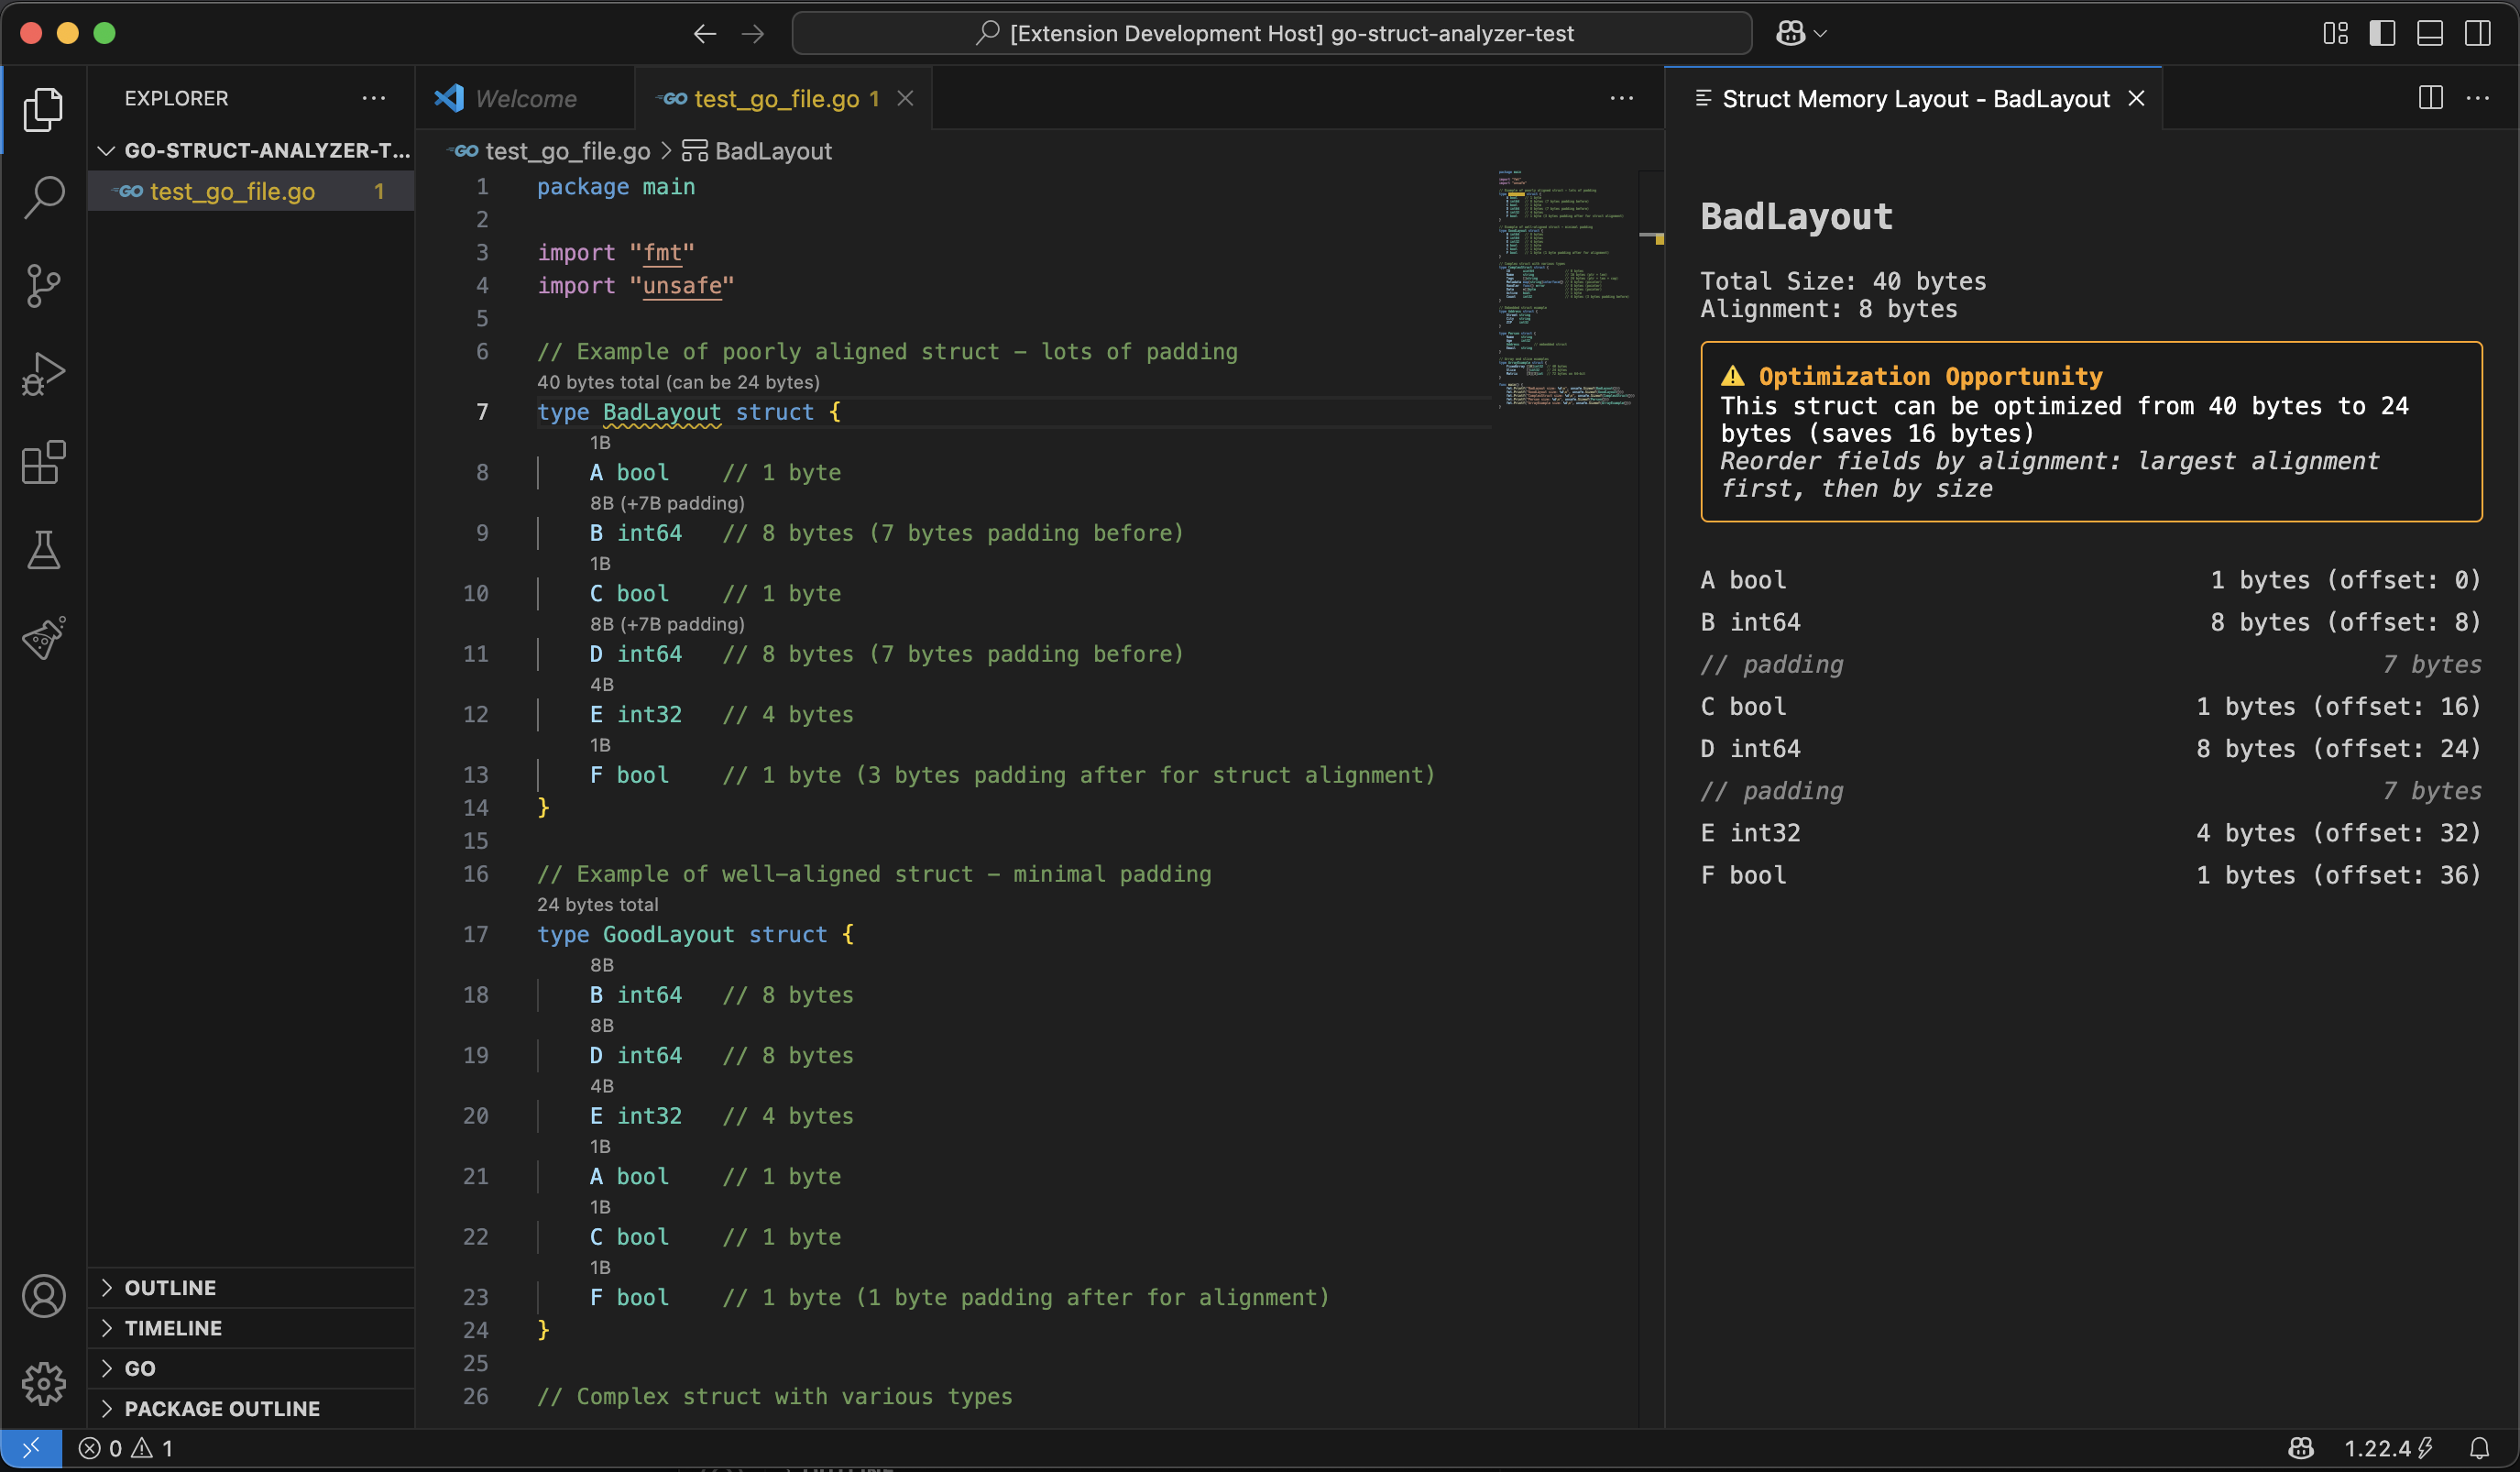 [Extension Development Host] go-struct-analyzer-test
EXPLORER
GO-STRUCT-ANALYZER-T...
test_go_file.go 1
OUTLINE
TIMELINE
GO
PACKAGE OUTLINE
Welcome
test_go_file.go 1
test_go_file.go > BadLayout
1 package main
2
3 import "fmt"
4 import "unsafe"
5
6 // Example of poorly aligned struct - lots of padding
40 bytes total (can be 24 bytes)
7 type BadLayout struct {
1B
8 A bool // 1 byte
8B (+7B padding)
9 B int64 // 8 bytes (7 bytes padding before)
1B
10 C bool // 1 byte
8B (+7B padding)
11 D int64 // 8 bytes (7 bytes padding before)
4B
12 E int32 // 4 bytes
1B
13 F bool // 1 byte (3 bytes padding after for struct alignment)
14 }
15
16 // Example of well-aligned struct - minimal padding
24 bytes total
17 type GoodLayout struct {
8B
18 B int64 // 8 bytes
8B
19 D int64 // 8 bytes
4B
20 E int32 // 4 bytes
1B
21 A bool // 1 byte
1B
22 C bool // 1 byte
1B
23 F bool // 1 byte (1 byte padding after for alignment)
24 }
25
26 // Complex struct with various types
Struct Memory Layout - BadLayout
BadLayout
Total Size: 40 bytes
Alignment: 8 bytes
⚠ Optimization Opportunity
This struct can be optimized from 40 bytes to 24
bytes (saves 16 bytes)
Reorder fields by alignment: largest alignment
first, then by size
A bool 1 bytes (offset: 0)
B int64 8 bytes (offset: 8)
// padding 7 bytes
C bool 1 bytes (offset: 16)
D int64 8 bytes (offset: 24)
// padding 7 bytes
E int32 4 bytes (offset: 32)
F bool 1 bytes (offset: 36)
0 1
1.22.4